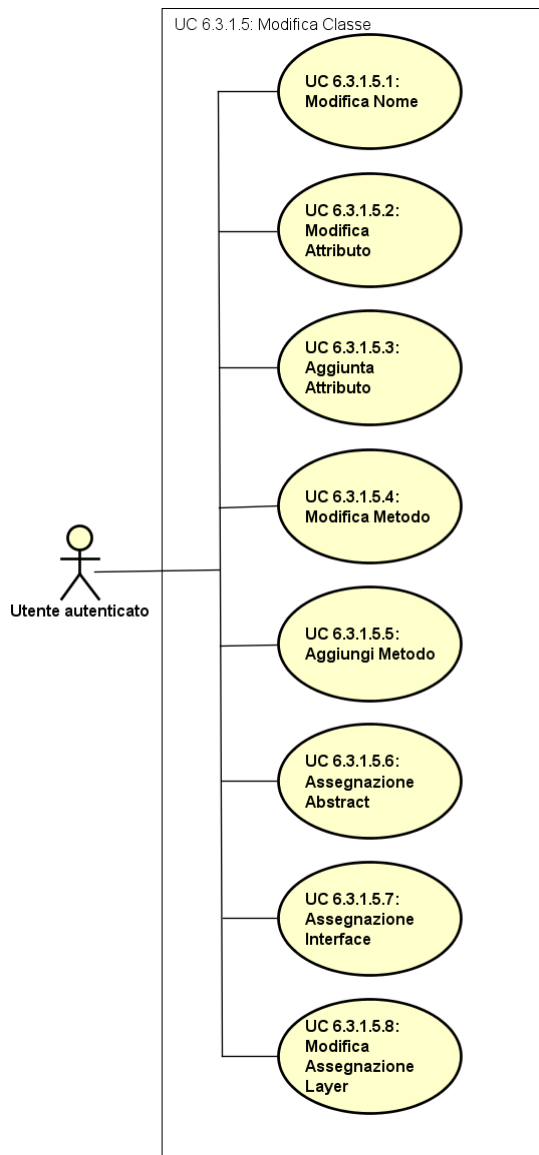 UC 6.3.1.5: Modifica Classe
UC 6.3.1.5.1:
Modifica Nome
UC 6.3.1.5.2:
Modifica
Attributo
UC 6.3.1.5.3:
Aggiunta
Attributo
UC 6.3.1.5.4:
Modifica Metodo
Utente autenticato
UC 6.3.1.5.5:
Aggiungi Metodo
UC 6.3.1.5.6:
Assegnazione
Abstract
UC 6.3.1.5.7:
Assegnazione
Interface
UC 6.3.1.5.8:
Modifica
Assegnazione
Layer